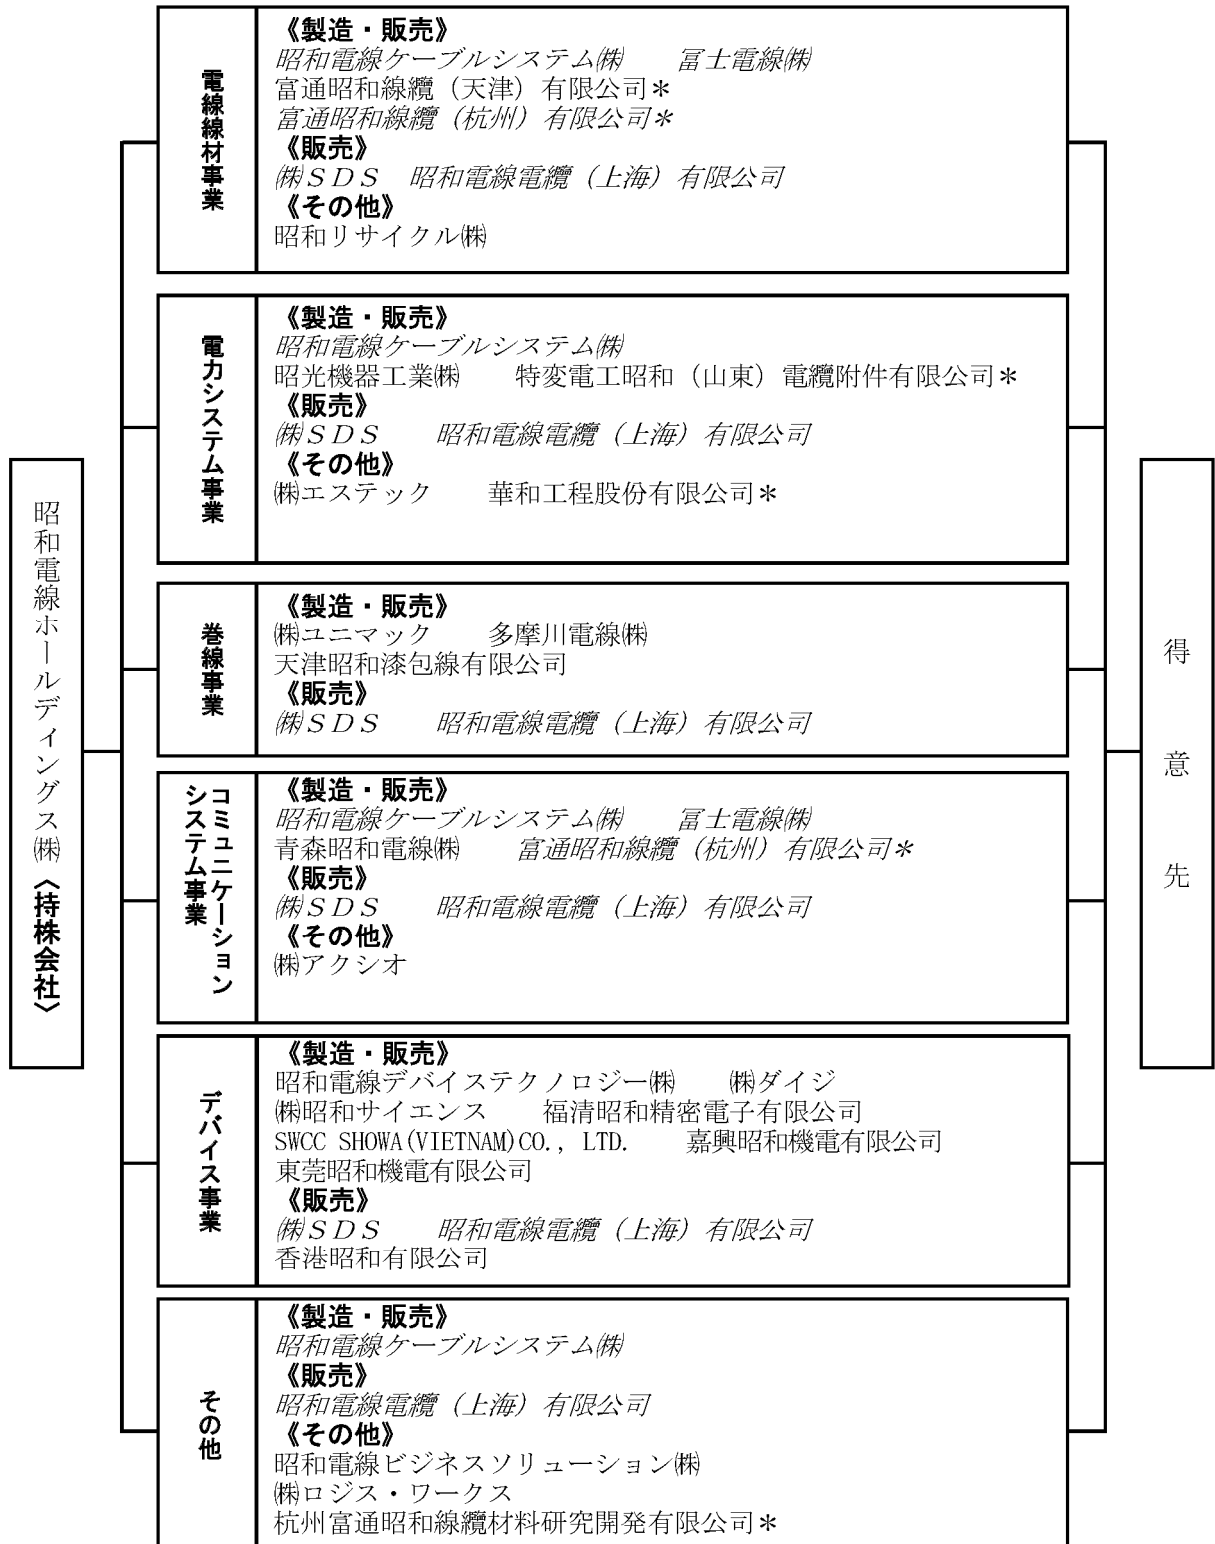 昭和電線ホールディングス㈱〈持株会社〉
電線線材事業
《製造・販売》
昭和電線ケーブルシステム㈱　　冨士電線㈱
富通昭和線纜（天津）有限公司＊
富通昭和線纜（杭州）有限公司＊
《販売》
㈱ＳＤＳ　昭和電線電纜（上海）有限公司
《その他》
昭和リサイクル㈱
電力システム事業
《製造・販売》
昭和電線ケーブルシステム㈱
昭光機器工業㈱　　特変電工昭和（山東）電纜附件有限公司＊
《販売》
㈱ＳＤＳ　　昭和電線電纜（上海）有限公司
《その他》
㈱エステック　　華和工程股份有限公司＊
巻線事業
《製造・販売》
㈱ユニマック　　多摩川電線㈱
天津昭和漆包線有限公司
《販売》
㈱ＳＤＳ　　昭和電線電纜（上海）有限公司
コミュニケーション
システム事業
《製造・販売》
昭和電線ケーブルシステム㈱　　冨士電線㈱
青森昭和電線㈱　　富通昭和線纜（杭州）有限公司＊
《販売》
㈱ＳＤＳ　　昭和電線電纜（上海）有限公司
《その他》
㈱アクシオ
デバイス事業
《製造・販売》
昭和電線デバイステクノロジー㈱　　㈱ダイジ
㈱昭和サイエンス　　福清昭和精密電子有限公司
SWCC SHOWA(VIETNAM)CO., LTD.　　嘉興昭和機電有限公司
東莞昭和機電有限公司
《販売》
㈱ＳＤＳ　　昭和電線電纜（上海）有限公司
香港昭和有限公司
その他
《製造・販売》
昭和電線ケーブルシステム㈱
《販売》
昭和電線電纜（上海）有限公司
《その他》
昭和電線ビジネスソリューション㈱
㈱ロジス・ワークス
杭州富通昭和線纜材料研究開発有限公司＊
得意先